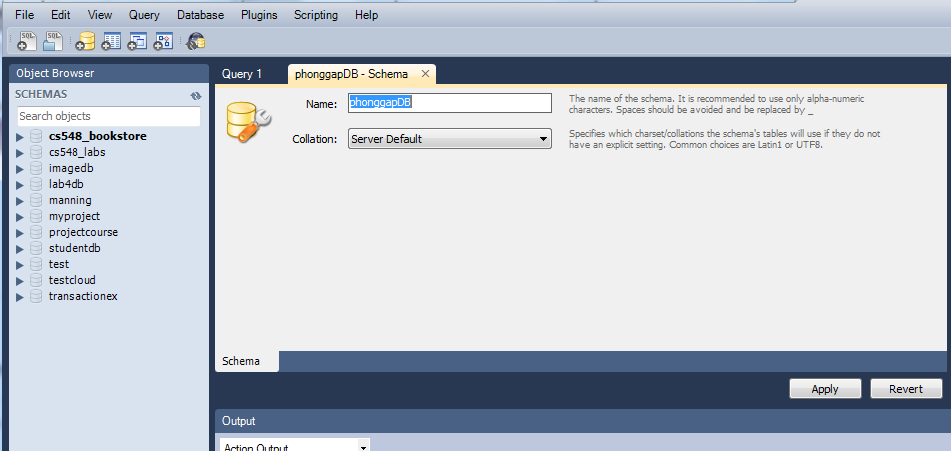 File Edit View Query Database Plugins Scripting Help
SQL SQL
Object Browser
SCHEMAS
Search objects
cs548_bookstore
cs548_labs
imagedb
lab4db
manning
myproject
projectcourse
studentdb
test
testcloud
transactionex
Query 1 phonggapDB - Schema
Name: phonggapDB
The name of the schema. It is recommended to use only alpha-numeric
characters. Spaces should be avoided and be replaced by _
Collation: Server Default
Specifies which charset/collations the schema's tables will use if they do not
have an explicit setting. Common choices are Latin1 or UTF8.
Schema
Apply Revert
Output
Action Output